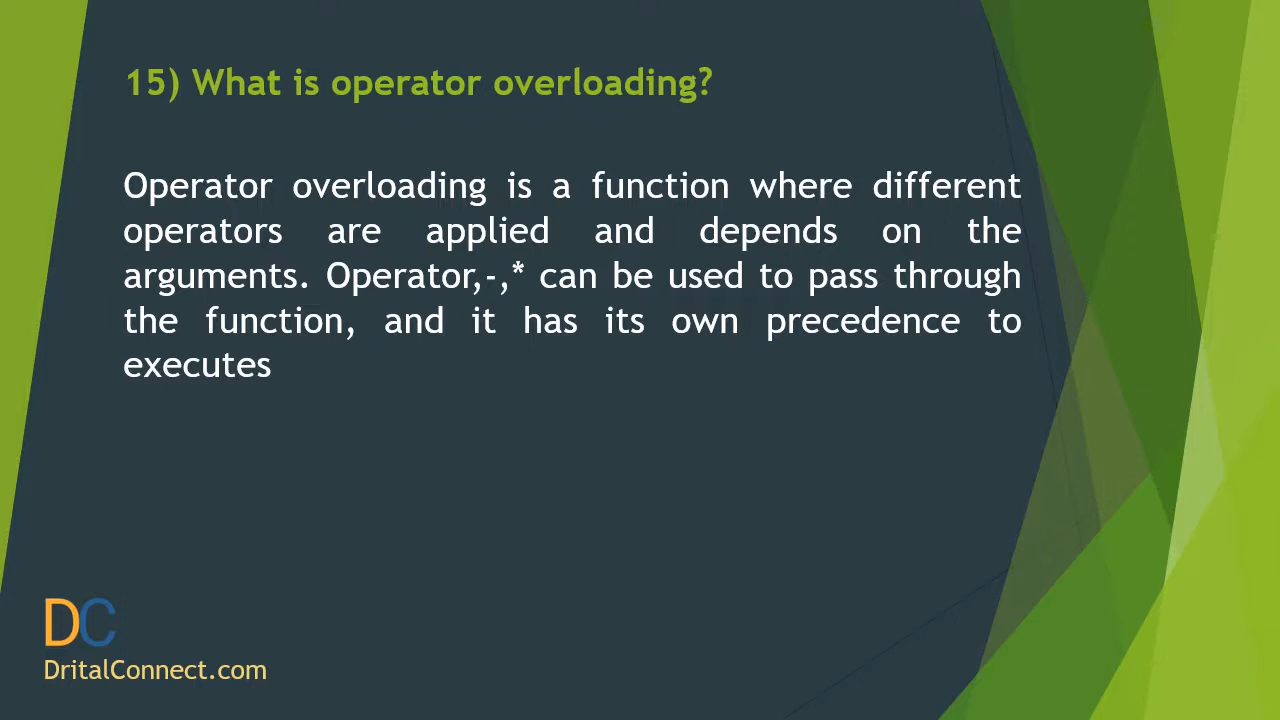 15) What is operator overloading?
Operator overloading is a function where different
operators are applied and depends on the
arguments. Operator,-,* can be used to pass through
the function, and it has its own precedence to
executes
DC
DritalConnect.com